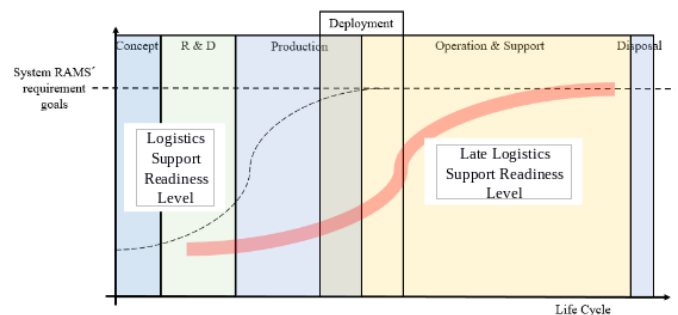 Deployment
Concept
R & D
Production
Operation & Support
Disposal
System RAMS´
requirement
goals
Logistics
Support
Readiness
Level
Late Logistics
Support Readiness
Level
Life Cycle